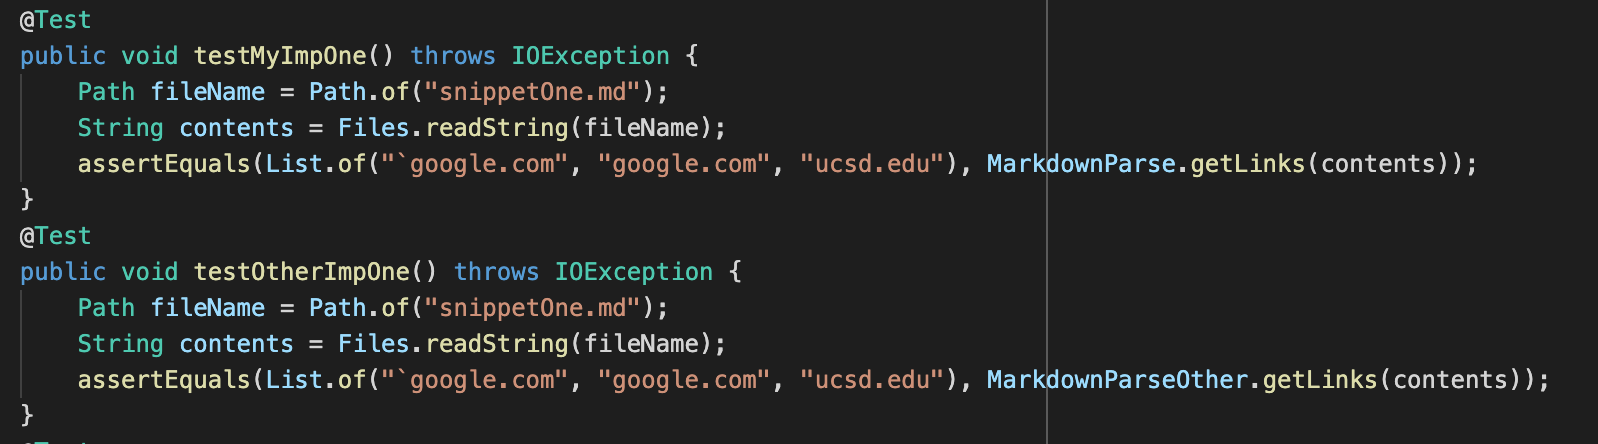 @Test
public void testMyImpOne() throws IOException {
    Path fileName = Path.of("snippetOne.md");
    String contents = Files.readString(fileName);
    assertEquals(List.of("`google.com", "google.com", "ucsd.edu"), MarkdownParse.getLinks(contents));
}
@Test
public void testOtherImpOne() throws IOException {
    Path fileName = Path.of("snippetOne.md");
    String contents = Files.readString(fileName);
    assertEquals(List.of("`google.com", "google.com", "ucsd.edu"), MarkdownParseOther.getLinks(contents));
}